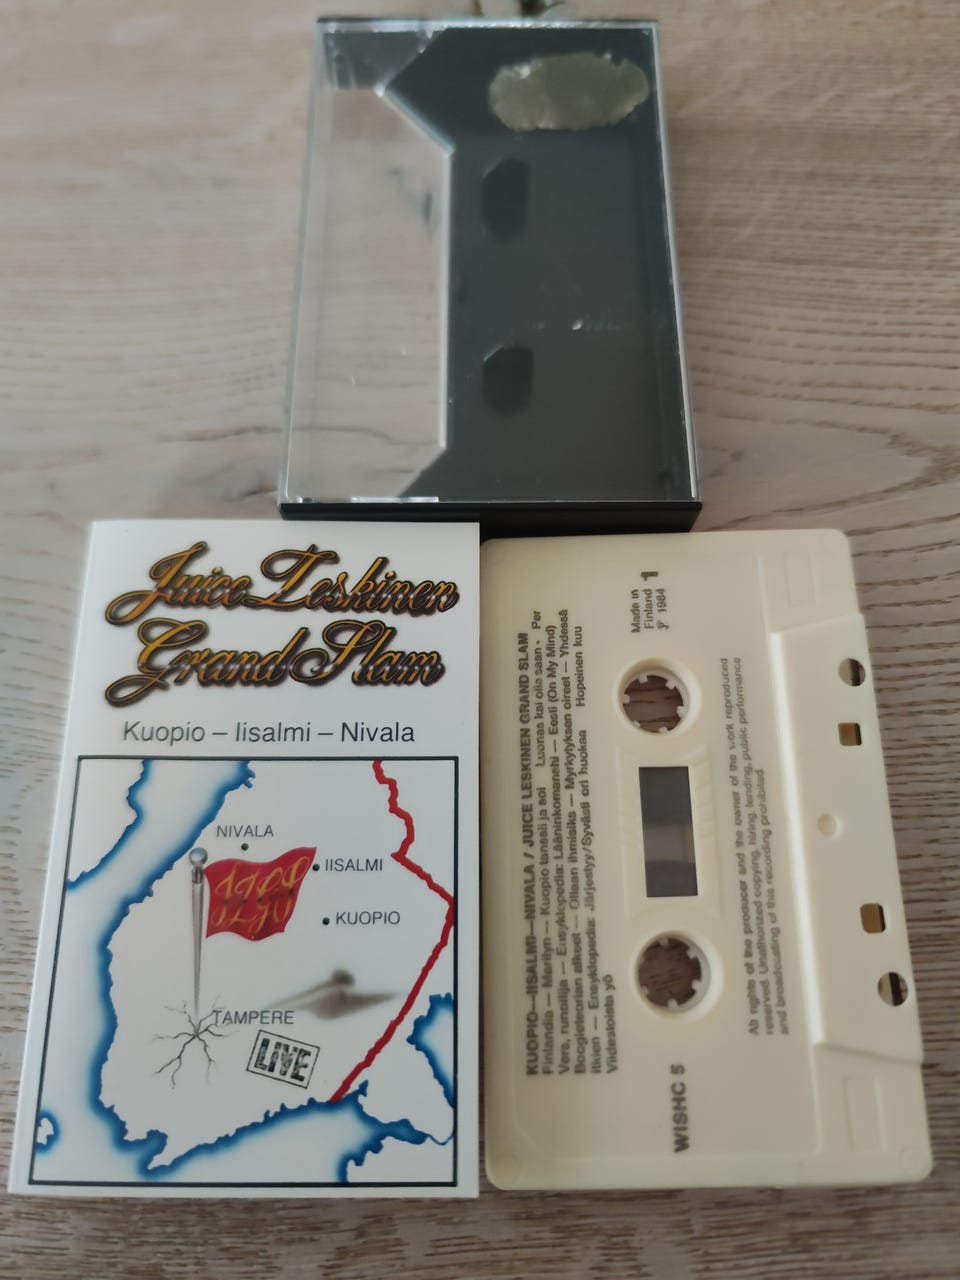 Juice Leskinen
Grand Slam
Kuopio – Iisalmi – Nivala
NIVALA
IISALMI
KUOPIO
TAMPERE
LIVE
KUOPIO—IISALMI—NIVALA / JUICE LESKINEN GRAND SLAM
Finlandia — Marilyn — Kuopio tanssii ja soi Luonas kai olla saan · Per
Vers, runoilija — Ensyklopedia: Lääninkomanshi — Eesti (On My Mind)
Boogieteorian alkeet — Ollaan ihmisiks — Myrkytyksen oireet — Yhdessä
itkien — Ensyklopedia: Järjestyy/Syvästi ori huokaa Hopeinen kuu
Viidestoista yö
Made in
Finland 1
℗ 1984
All rights of the producer and the owner of the work reproduced
reserved. Unauthorized copying, hiring, lending, public performance
and broadcasting of this recording prohibited.
WISHC 5